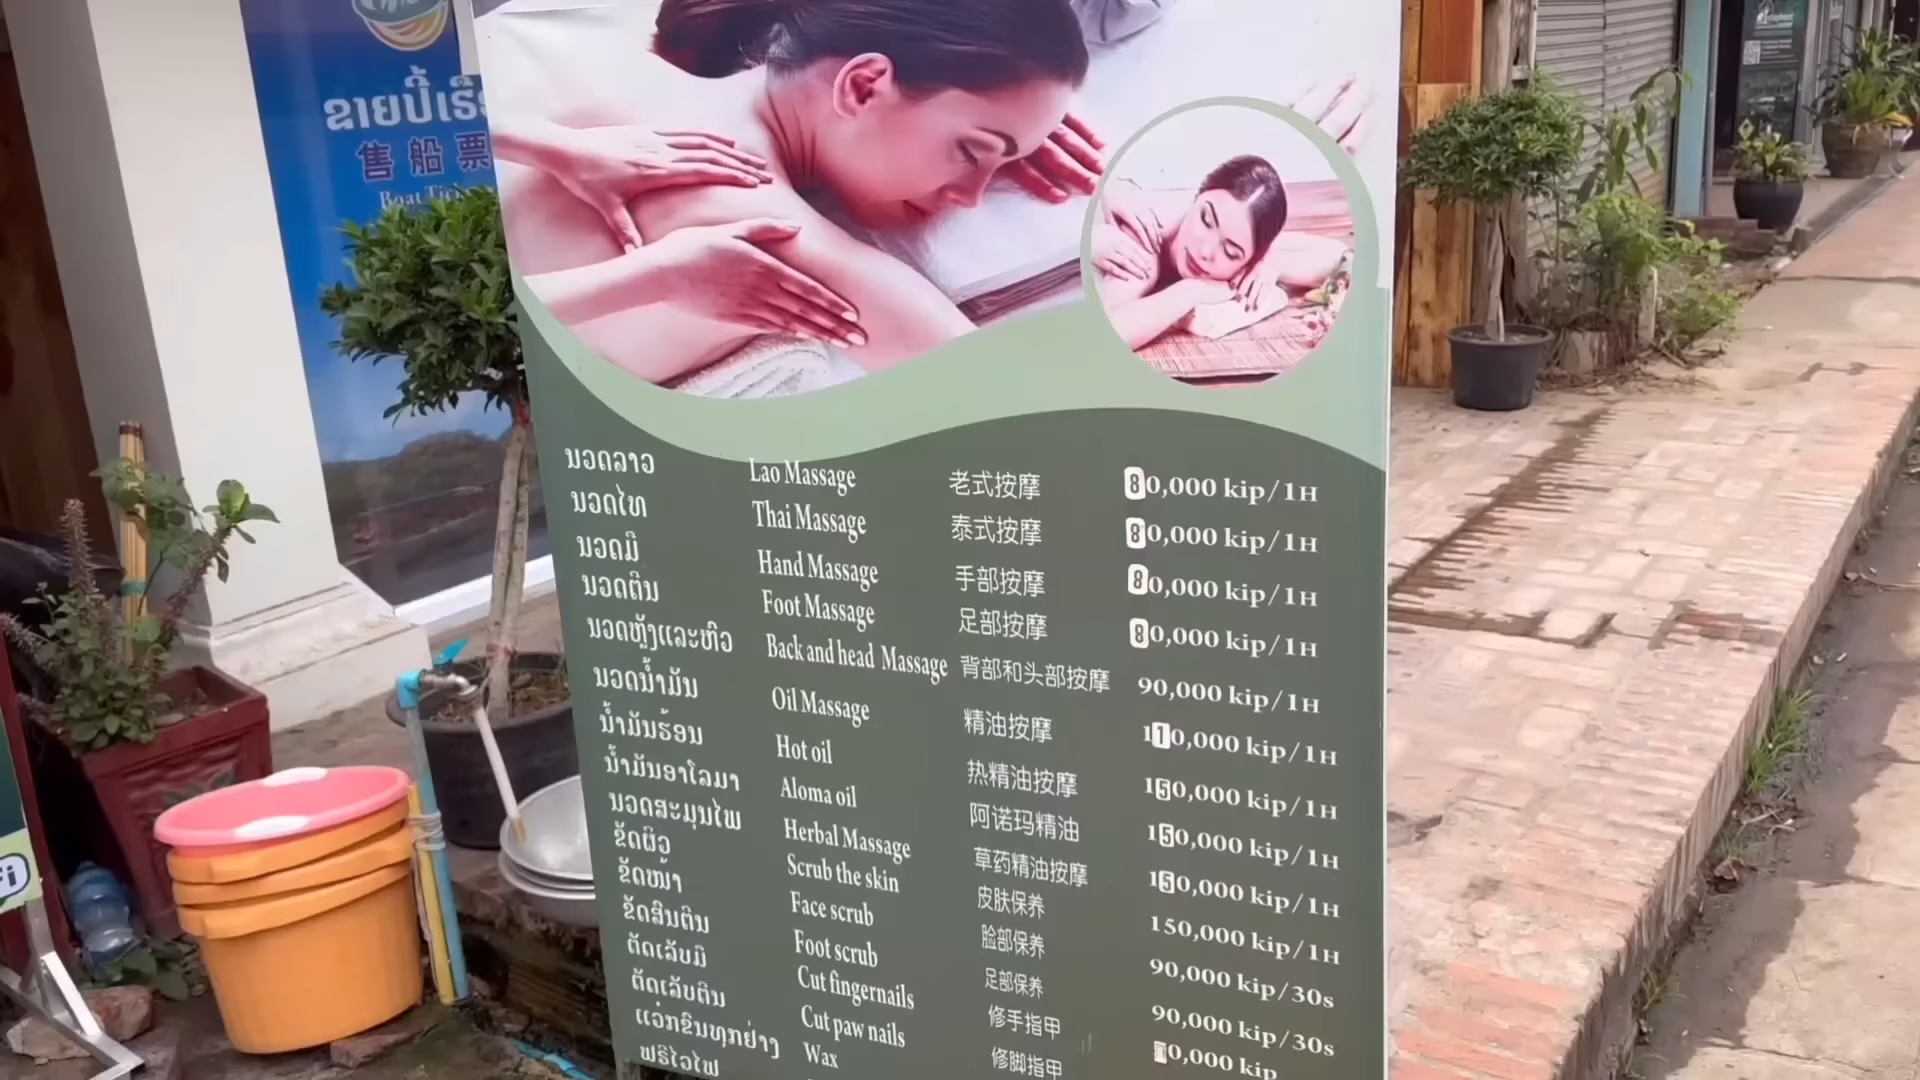 ຂາຍປີ້ເຮືອ
售船票
Boat
ນວດລາວ Lao Massage 老式按摩 80,000 kip/1H
ນວດໄທ Thai Massage 泰式按摩 80,000 kip/1H
ນວດມື Hand Massage 手部按摩 80,000 kip/1H
ນວດຕີນ Foot Massage 足部按摩 80,000 kip/1H
ນວດຫຼັງແລະຫົວ Back and head Massage 背部和头部按摩 90,000 kip/1H
ນວດນ້ຳມັນ Oil Massage 精油按摩 110,000 kip/1H
ນ້ຳມັນຮ້ອນ Hot oil 热精油按摩 150,000 kip/1H
ນ້ຳມັນອາໂລມາ Aloma oil 阿诺玛精油 150,000 kip/1H
ນວດສະມຸນໄພ Herbal Massage 草药精油按摩 150,000 kip/1H
ຂັດຜິວ Scrub the skin 皮肤保养 150,000 kip/1H
ຂັດໜ້າ Face scrub 脸部保养 90,000 kip/30s
ຂັດສົ້ນຕີນ Foot scrub 足部保养 90,000 kip/30s
ຕັດເລັບມື Cut fingernails 修手指甲 0,000 kip
ຕັດເລັບຕີນ Cut paw nails 修脚指甲
ແວ໋ກຂົນທຸກຢ່າງ Wax
ຟຣີໄວໄຟ